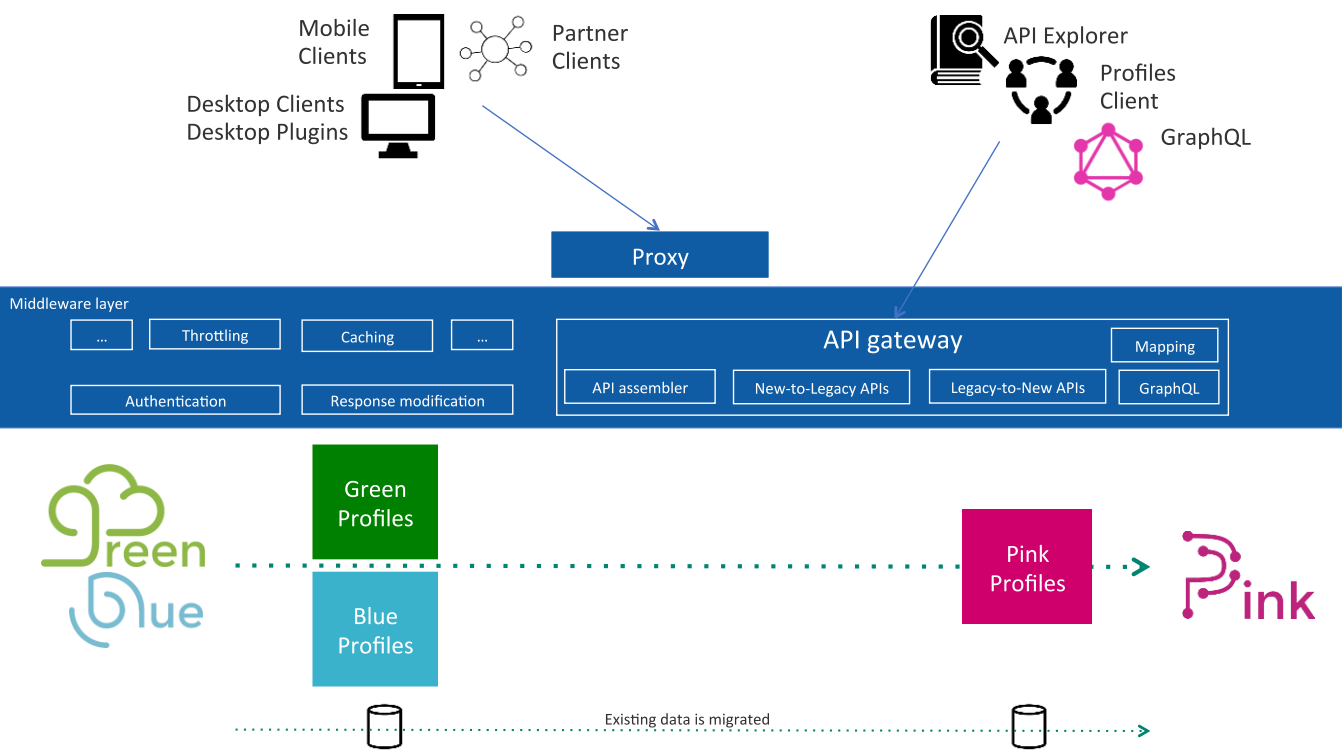 Mobile
Clients
Partner
Clients
Desktop Clients
Desktop Plugins
API Explorer
Profiles
Client
GraphQL
Proxy
Middleware layer
...
Throttling
Caching
...
Authentication
Response modification
API gateway
Mapping
API assembler
New-to-Legacy APIs
Legacy-to-New APIs
GraphQL
green
blue
Green
Profiles
Blue
Profiles
Pink
Profiles
Pink
Existing data is migrated